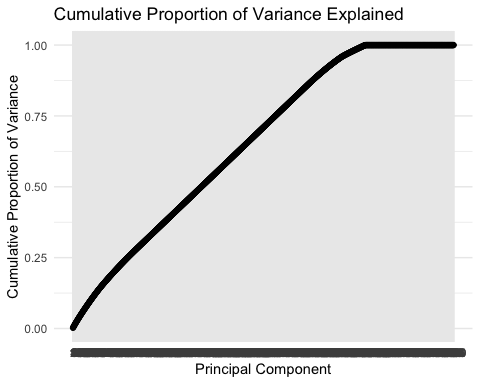 Cumulative Proportion of Variance Explained
Cumulative Proportion of Variance
1.00
0.75
0.50
0.25
0.00
Principal Component